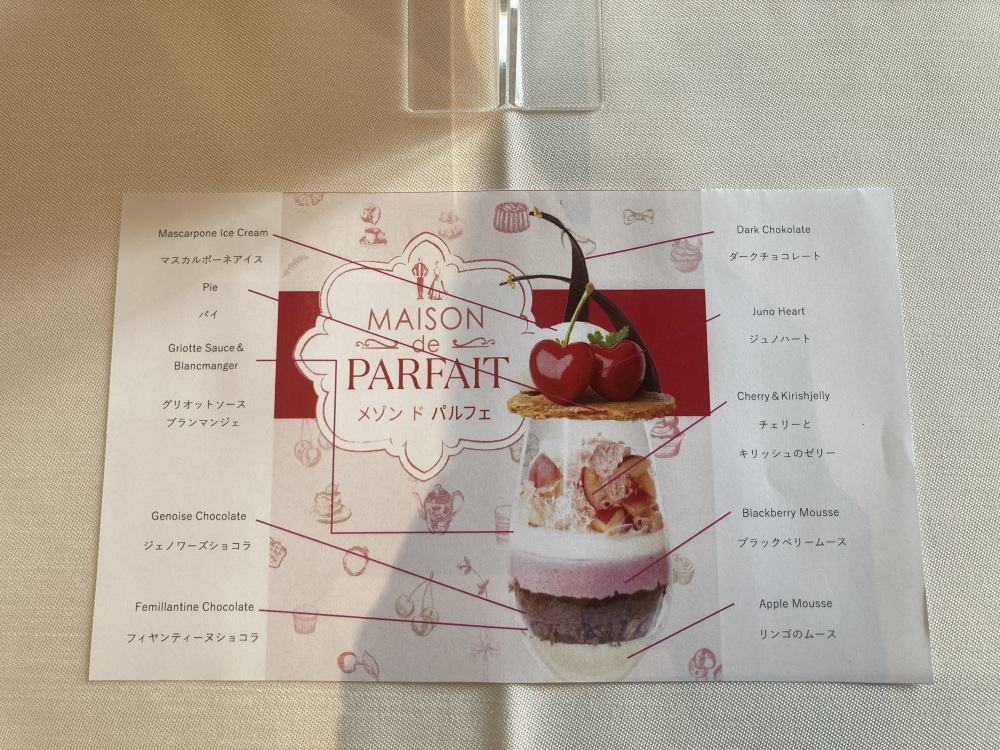 Mascarpone Ice Cream
マスカルポーネアイス
Pie
パイ
Griotte Sauce &
Blancmanger
グリオットソース
ブランマンジェ
Genoise Chocolate
ジェノワーズショコラ
Femillantine Chocolate
フィヤンティーヌショコラ
MAISON
de
PARFAIT
メゾン ド パルフェ
Dark Chokolate
ダークチョコレート
Juno Heart
ジュノハート
Cherry & Kirishjelly
チェリーと
キリッシュのゼリー
Blackberry Mousse
ブラックベリームース
Apple Mousse
リンゴのムース